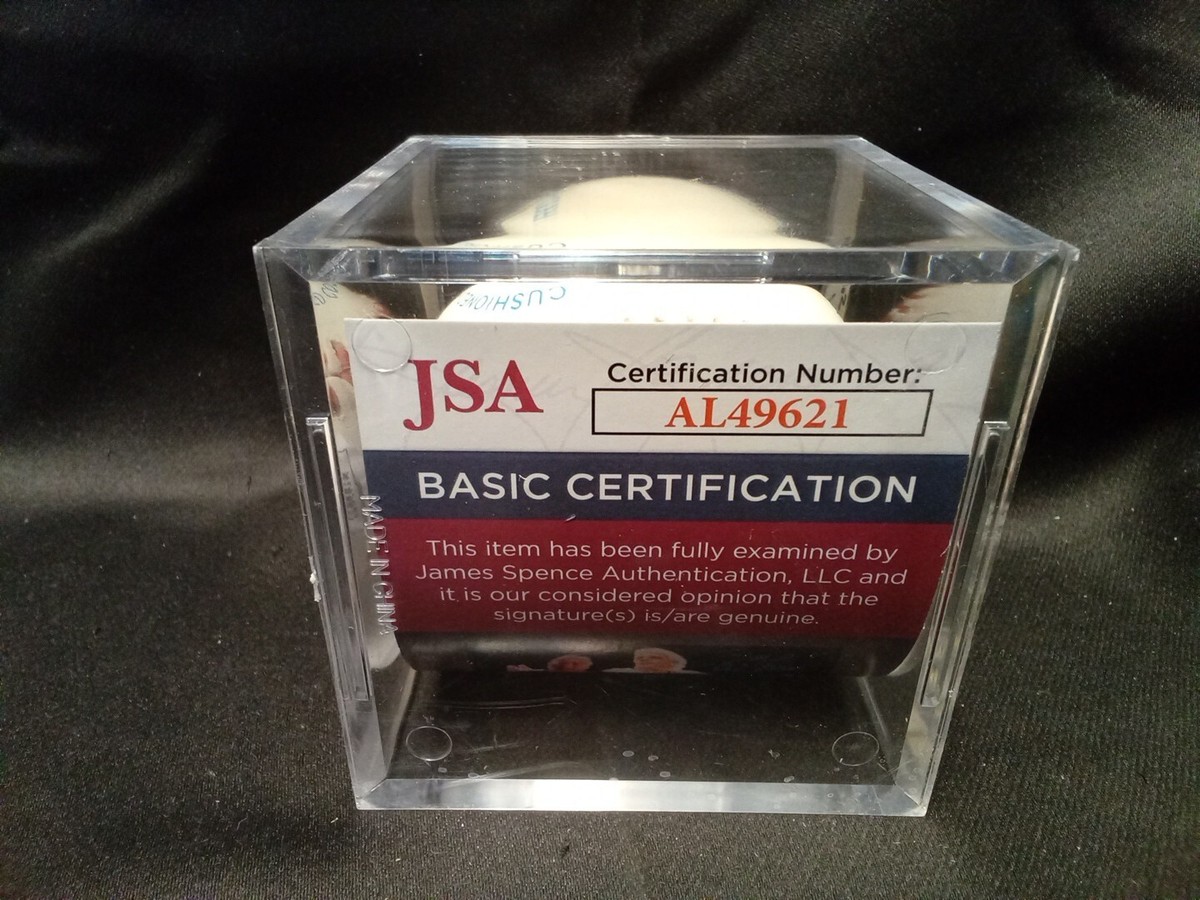 CUSHIONE
JSA
Certification Number:
AL49621
BASIC CERTIFICATION
This item has been fully examined by
James Spence Authentication, LLC and
it is our considered opinion that the
signature(s) is/are genuine.
MADE IN CHINA